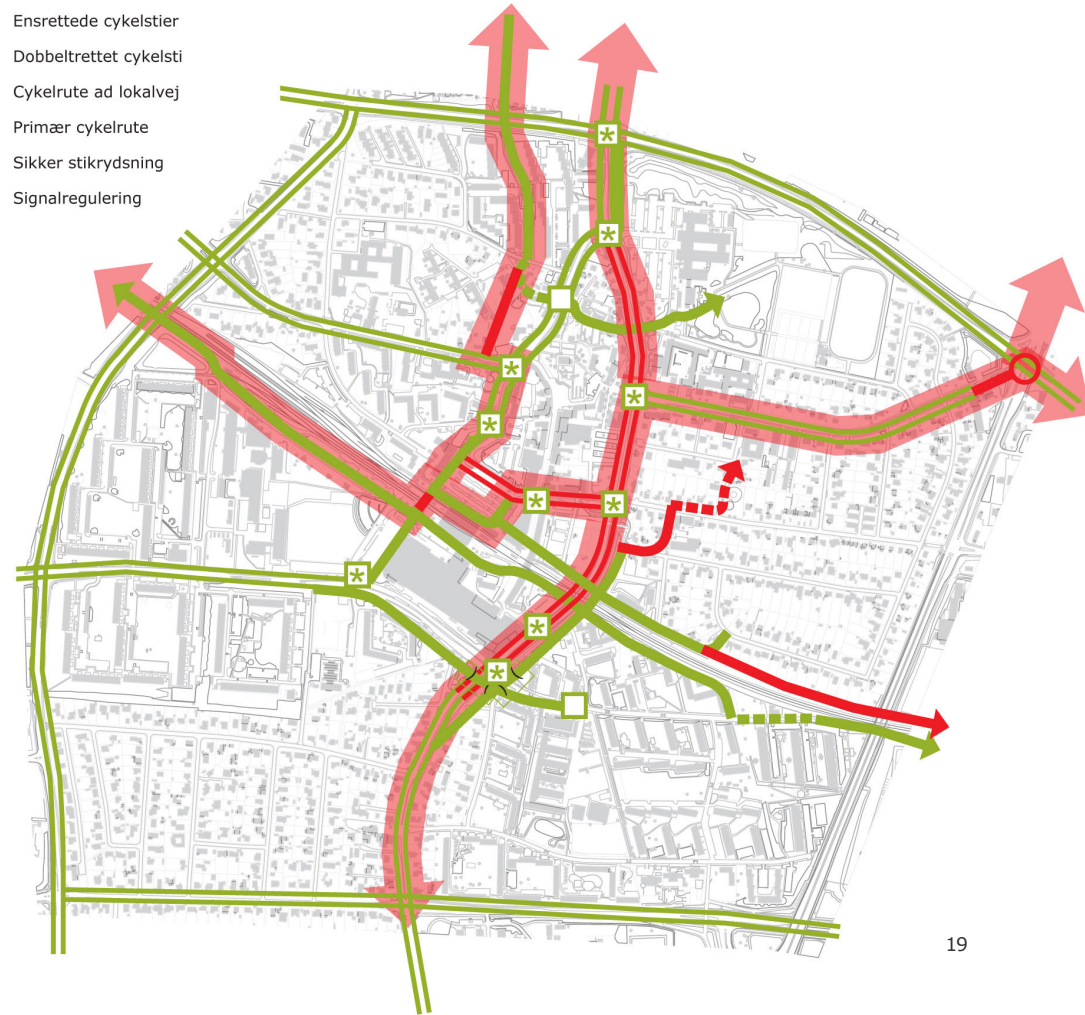 Ensrettede cykelstier
Dobbeltrettet cykelsti
Cykelrute ad lokalvej
Primær cykelrute
Sikker stikrydsning
Signalregulering
19